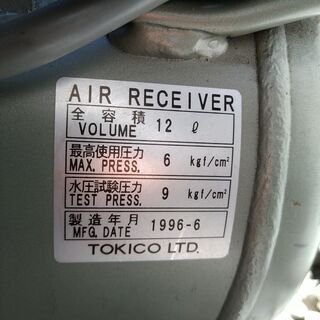 AIR RECEIVER
全容積
VOLUME 12 ℓ
最高使用圧力
MAX. PRESS. 6 kgf/cm²
水圧試験圧力
TEST PRESS. 9 kgf/cm²
製造年月
MFG. DATE 1996-6
TOKICO LTD.